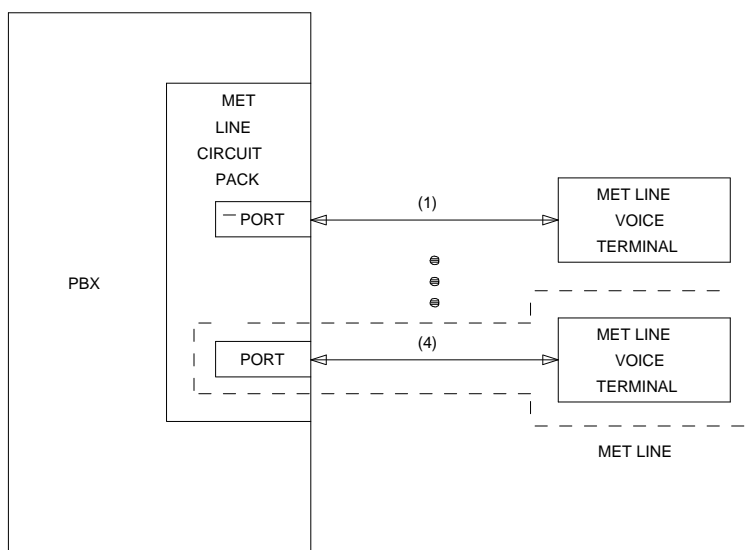 MET
LINE
CIRCUIT
PACK
PORT
(1)
MET LINE
VOICE
TERMINAL
PBX
PORT
(4)
MET LINE
VOICE
TERMINAL
MET LINE